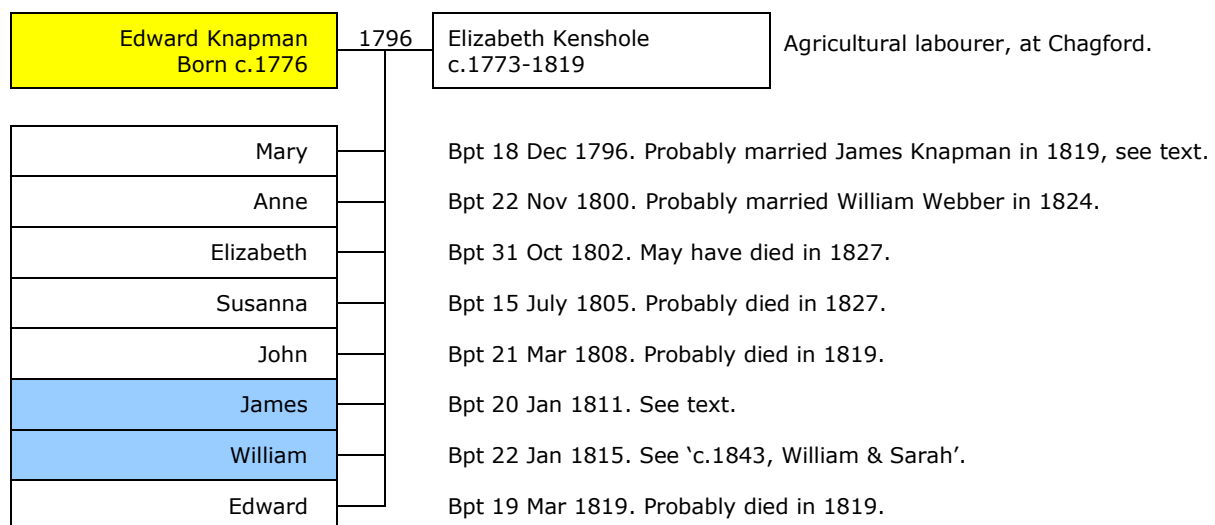 Edward Knapman
Born c.1776
1796
Elizabeth Kenshole
c.1773-1819
Agricultural labourer, at Chagford.
Mary Bpt 18 Dec 1796. Probably married James Knapman in 1819, see text.
Anne Bpt 22 Nov 1800. Probably married William Webber in 1824.
Elizabeth Bpt 31 Oct 1802. May have died in 1827.
Susanna Bpt 15 July 1805. Probably died in 1827.
John Bpt 21 Mar 1808. Probably died in 1819.
James Bpt 20 Jan 1811. See text.
William Bpt 22 Jan 1815. See ‘c.1843, William & Sarah’.
Edward Bpt 19 Mar 1819. Probably died in 1819.